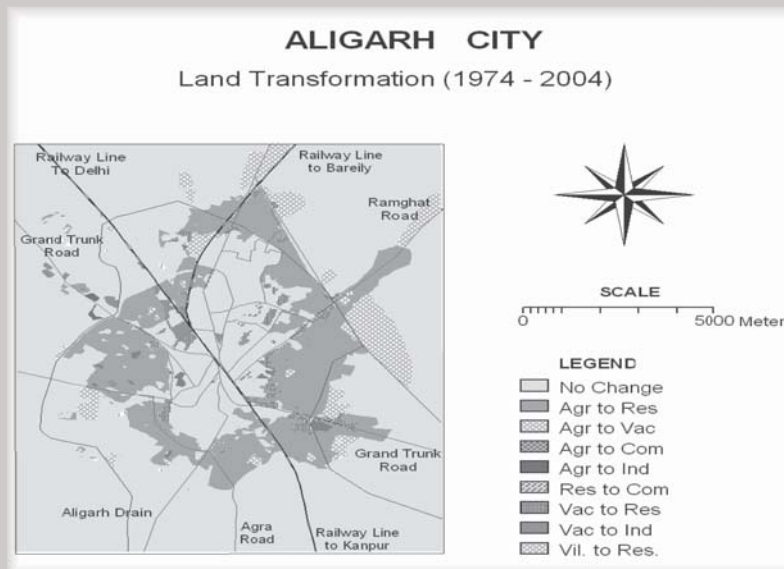 ALIGARH CITY
Land Transformation (1974 - 2004)
Railway Line
To Delhi
Railway Line
to Bareily
Ramghat
Road
Grand Trunk
Road
Grand Trunk
Road
Aligarh Drain
Agra
Road
Railway Line
to Kanpur
SCALE
0 5000 Meter
LEGEND
No Change
Agr to Res
Agr to Vac
Agr to Com
Agr to Ind
Res to Com
Vac to Res
Vac to Ind
Vil. to Res.